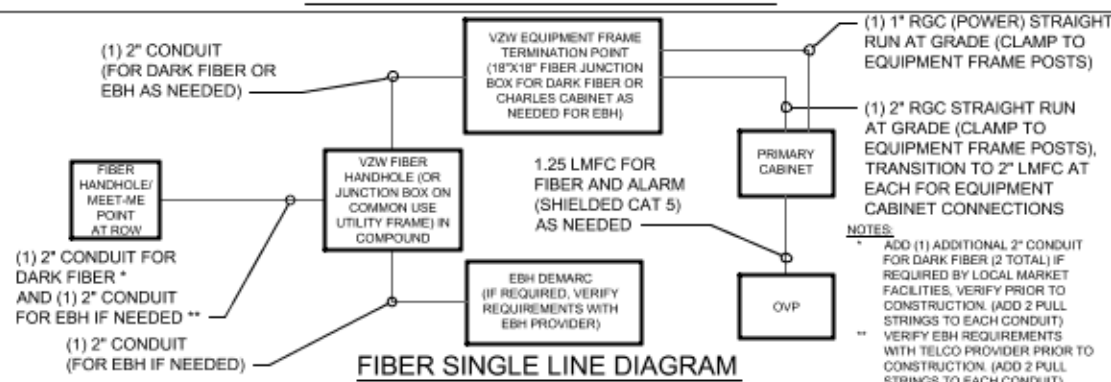 (1) 2" CONDUIT
(FOR DARK FIBER OR
EBH AS NEEDED)
VZW EQUIPMENT FRAME
TERMINATION POINT
(18"X18" FIBER JUNCTION
BOX FOR DARK FIBER OR
CHARLES CABINET AS
NEEDED FOR EBH)
(1) 1" RGC (POWER) STRAIGHT
RUN AT GRADE (CLAMP TO
EQUIPMENT FRAME POSTS)
(1) 2" RGC STRAIGHT RUN
AT GRADE (CLAMP TO
EQUIPMENT FRAME POSTS),
TRANSITION TO 2" LMFC AT
EACH FOR EQUIPMENT
CABINET CONNECTIONS
FIBER
HANDHOLE/
MEET-ME
POINT
AT ROW
VZW FIBER
HANDHOLE (OR
JUNCTION BOX ON
COMMON USE
UTILITY FRAME) IN
COMPOUND
1.25 LMFC FOR
FIBER AND ALARM
(SHIELDED CAT 5)
AS NEEDED
PRIMARY
CABINET
(1) 2" CONDUIT FOR
DARK FIBER *
AND (1) 2" CONDUIT
FOR EBH IF NEEDED **
(1) 2" CONDUIT
(FOR EBH IF NEEDED)
EBH DEMARC
(IF REQUIRED, VERIFY
REQUIREMENTS WITH
EBH PROVIDER)
OVP
NOTES:
* ADD (1) ADDITIONAL 2" CONDUIT
FOR DARK FIBER (2 TOTAL) IF
REQUIRED BY LOCAL MARKET
FACILITIES, VERIFY PRIOR TO
CONSTRUCTION. (ADD 2 PULL
STRINGS TO EACH CONDUIT)
** VERIFY EBH REQUIREMENTS
WITH TELCO PROVIDER PRIOR TO
CONSTRUCTION. (ADD 2 PULL
STRINGS TO EACH CONDUIT)
FIBER SINGLE LINE DIAGRAM